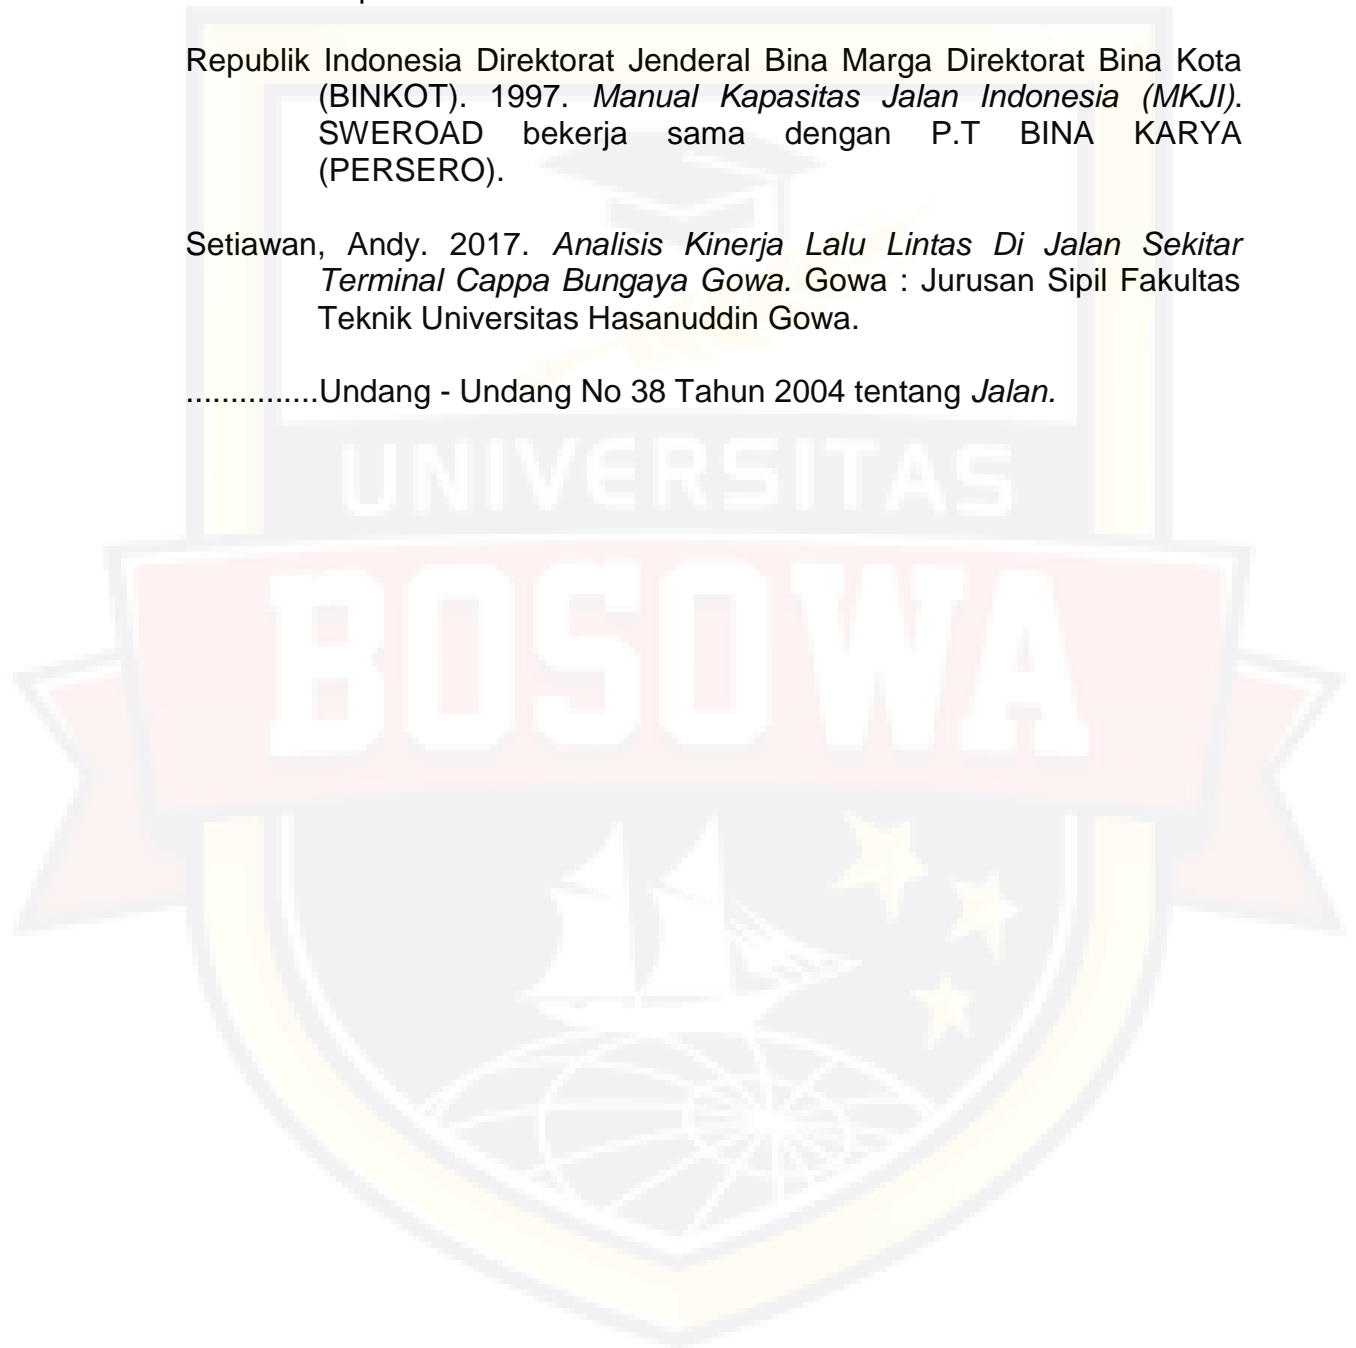 Republik Indonesia Direktorat Jenderal Bina Marga Direktorat Bina Kota
(BINKOT). 1997. Manual Kapasitas Jalan Indonesia (MKJI).
SWEROAD bekerja sama dengan P.T BINA KARYA
(PERSERO).
Setiawan, Andy. 2017. Analisis Kinerja Lalu Lintas Di Jalan Sekitar
Terminal Cappa Bungaya Gowa. Gowa : Jurusan Sipil Fakultas
Teknik Universitas Hasanuddin Gowa.
...............Undang - Undang No 38 Tahun 2004 tentang Jalan.
UNIVERSITAS
BOSOWA